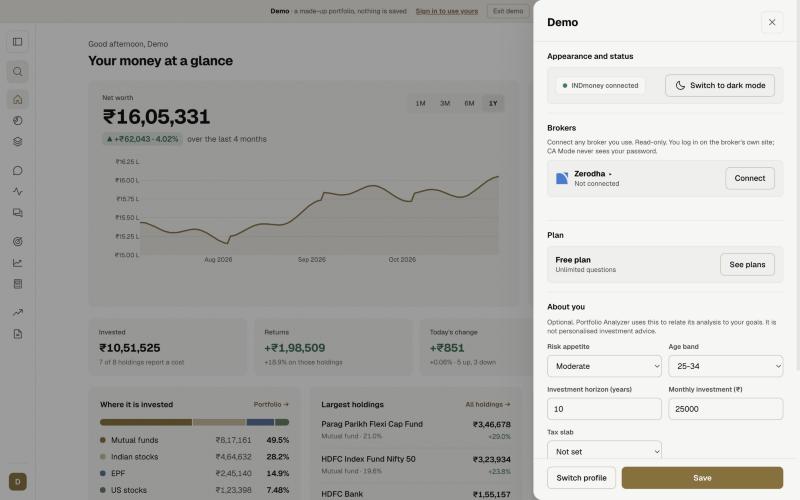 Demo · a made-up portfolio, nothing is saved
Sign in to use yours
Exit demo
Good afternoon, Demo
Your money at a glance
Net worth
₹16,05,331
▲ +₹62,043 · 4.02% over the last 4 months
1M 3M 6M 1Y
₹16.25 L
₹16.00 L
₹15.75 L
₹15.50 L
₹15.25 L
₹15.00 L
Aug 2026 Sep 2026 Oct 2026
Invested
₹10,51,525
7 of 8 holdings report a cost
Returns
+₹1,98,509
+18.9% on those holdings
Today's change
+₹851
+0.06% · 5 up, 3 down
Where it is invested
Portfolio →
Mutual funds ₹8,17,161 49.5%
Indian stocks ₹4,64,632 28.2%
EPF ₹2,45,140 14.9%
US stocks ₹1,23,398 7.48%
Largest holdings
All holdings →
Parag Parikh Flexi Cap Fund ₹3,46,678
Mutual fund · 21.0% +29.0%
HDFC Index Fund Nifty 50 ₹3,23,934
Mutual fund · 19.6% +23.8%
HDFC Bank ₹1,55,157
D
Demo
Appearance and status
INDmoney connected
Switch to dark mode
Brokers
Connect any broker you use. Read-only. You log in on the broker's own site;
CA Mode never sees your password.
Zerodha
Not connected
Connect
Plan
Free plan
Unlimited questions
See plans
About you
Optional. Portfolio Analyzer uses this to relate its analysis to your goals. It is
not personalised investment advice.
Risk appetite Age band
Moderate 25-34
Investment horizon (years) Monthly investment (₹)
10 25000
Tax slab
Not set
Switch profile
Save